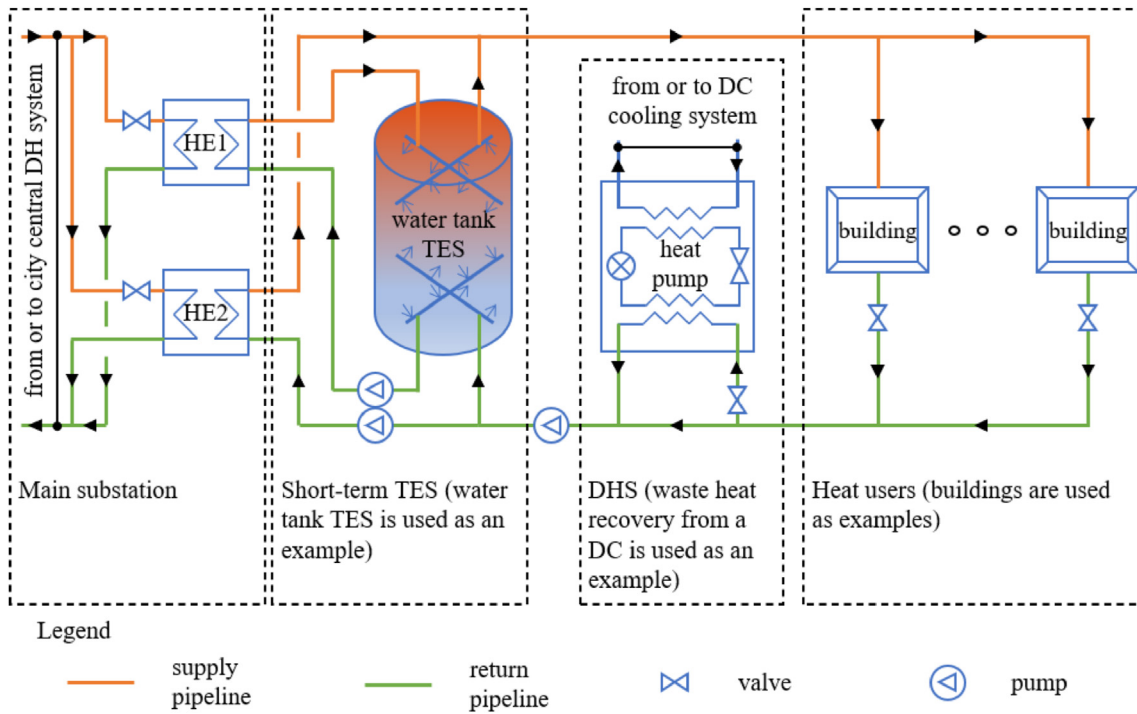 from or to city central DH system
HE1
HE2
water tank
TES
from or to DC
cooling system
heat
pump
building
building
Main substation
Short-term TES (water
tank TES is used as an
example)
DHS (waste heat
recovery from a
DC is used as an
example)
Heat users (buildings are used
as examples)
Legend
supply
pipeline
return
pipeline
valve
pump